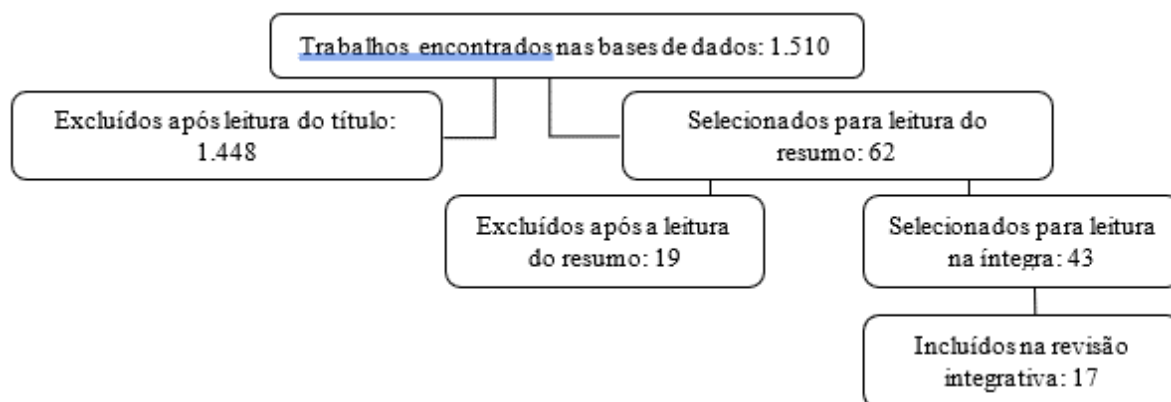 Trabalhos encontrados nas bases de dados: 1.510
Excluídos após leitura do título:
1.448
Selecionados para leitura do
resumo: 62
Excluídos após a leitura
do resumo: 19
Selecionados para leitura
na íntegra: 43
Incluídos na revisão
integrativa: 17